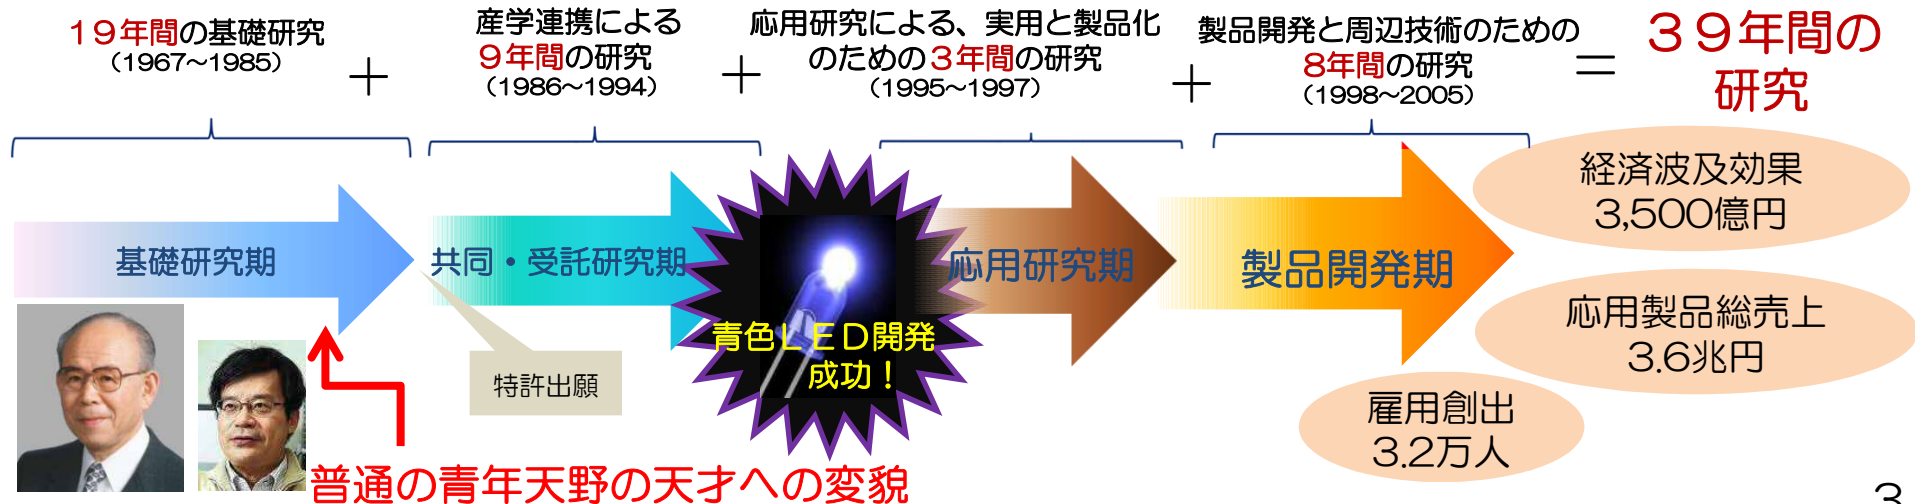 19年間の基礎研究
(1967～1985)
＋
産学連携による
9年間の研究
(1986～1994)
＋
応用研究による、実用と製品化
のための3年間の研究
(1995～1997)
＋
製品開発と周辺技術のための
8年間の研究
(1998～2005)
＝
39年間の
研究
基礎研究期
共同・受託研究期
応用研究期
製品開発期
青色LED開発
成功！
特許出願
経済波及効果
3,500億円
応用製品総売上
3.6兆円
雇用創出
3.2万人
普通の青年天野の天才への変貌
3